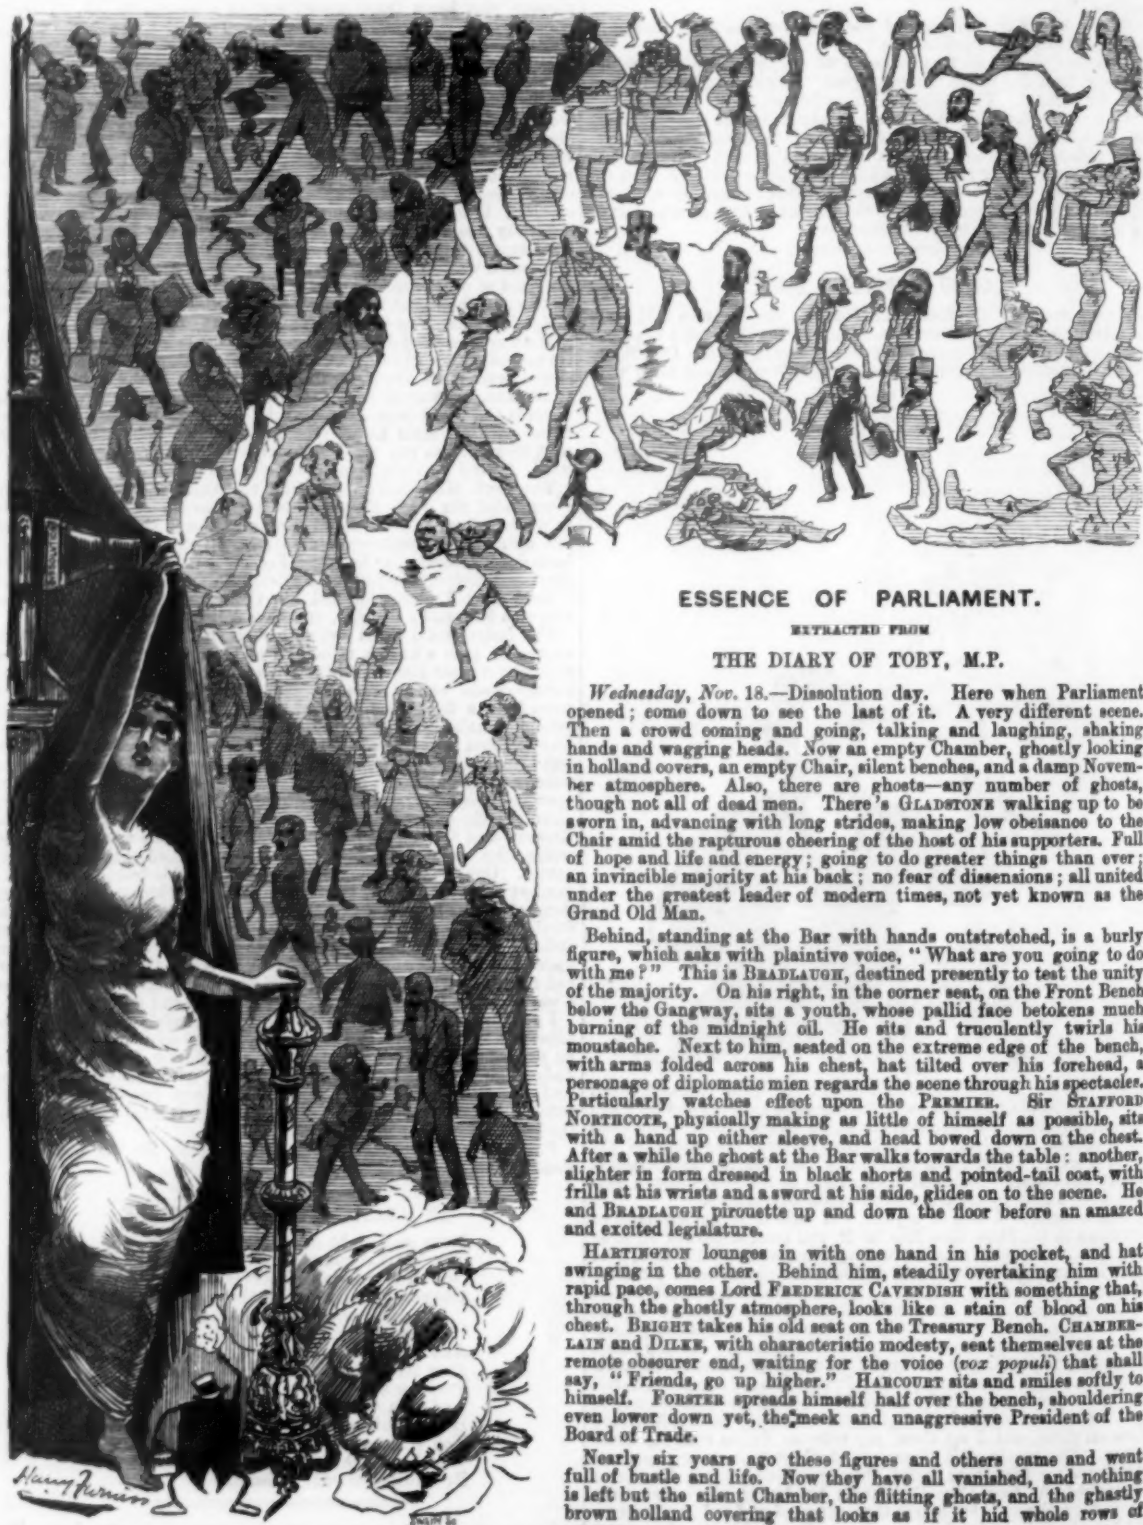 ESSENCE OF PARLIAMENT.
EXTRACTED FROM
THE DIARY OF TOBY, M.P.
Wednesday, Nov. 18.—Dissolution day. Here when Parliament
opened; come down to see the last of it. A very different scene.
Then a crowd coming and going, talking and laughing, shaking
hands and wagging heads. Now an empty Chamber, ghostly looking
in holland covers, an empty Chair, silent benches, and a damp Novem-
ber atmosphere. Also, there are ghosts—any number of ghosts,
though not all of dead men. There's GLADSTONE walking up to be
sworn in, advancing with long strides, making low obeisance to the
Chair amid the rapturous cheering of the host of his supporters. Full
of hope and life and energy; going to do greater things than ever;
an invincible majority at his back; no fear of dissensions; all united
under the greatest leader of modern times, not yet known as the
Grand Old Man.
Behind, standing at the Bar with hands outstretched, is a burly
figure, which asks with plaintive voice, "What are you going to do
with me?" This is BRADLAUGH, destined presently to test the unity
of the majority. On his right, in the corner seat, on the Front Bench
below the Gangway, sits a youth, whose pallid face betokens much
burning of the midnight oil. He sits and truculently twirls his
moustache. Next to him, seated on the extreme edge of the bench,
with arms folded across his chest, hat tilted over his forehead, a
personage of diplomatic mien regards the scene through his spectacles.
Particularly watches effect upon the PREMIER. Sir STAFFORD
NORTHCOTE, physically making as little of himself as possible, sits
with a hand up either sleeve, and head bowed down on the chest.
After a while the ghost at the Bar walks towards the table: another,
slighter in form dressed in black shorts and pointed-tail coat, with
frills at his wrists and a sword at his side, glides on to the scene. He
and BRADLAUGH pirouette up and down the floor before an amazed
and excited legislature.
HARTINGTON lounges in with one hand in his pocket, and hat
swinging in the other. Behind him, steadily overtaking him with
rapid pace, comes Lord FREDERICK CAVENDISH with something that,
through the ghostly atmosphere, looks like a stain of blood on his
chest. BRIGHT takes his old seat on the Treasury Bench. CHAMBER-
LAIN and DILKE, with characteristic modesty, seat themselves at the
remote obscurer end, waiting for the voice (vox populi) that shall
say, "Friends, go up higher." HARCOURT sits and smiles softly to
himself. FORSTER spreads himself half over the bench, shouldering
even lower down yet, the meek and unaggressive President of the
Board of Trade.
Nearly six years ago these figures and others came and went
full of bustle and life. Now they have all vanished, and nothing
is left but the silent Chamber, the flitting ghosts, and the ghastly
brown holland covering that looks as if it hid whole rows of
Harry Furniss